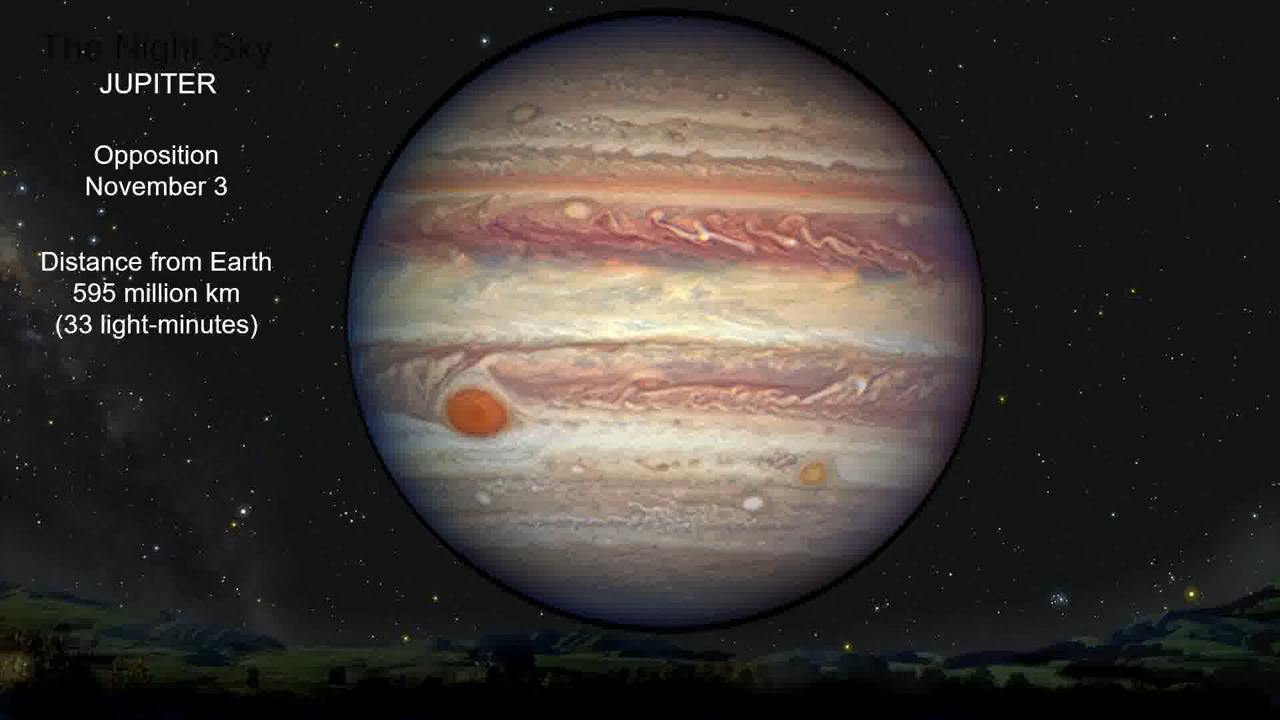 The Night Sky
JUPITER
Opposition
November 3
Distance from Earth
595 million km
(33 light-minutes)